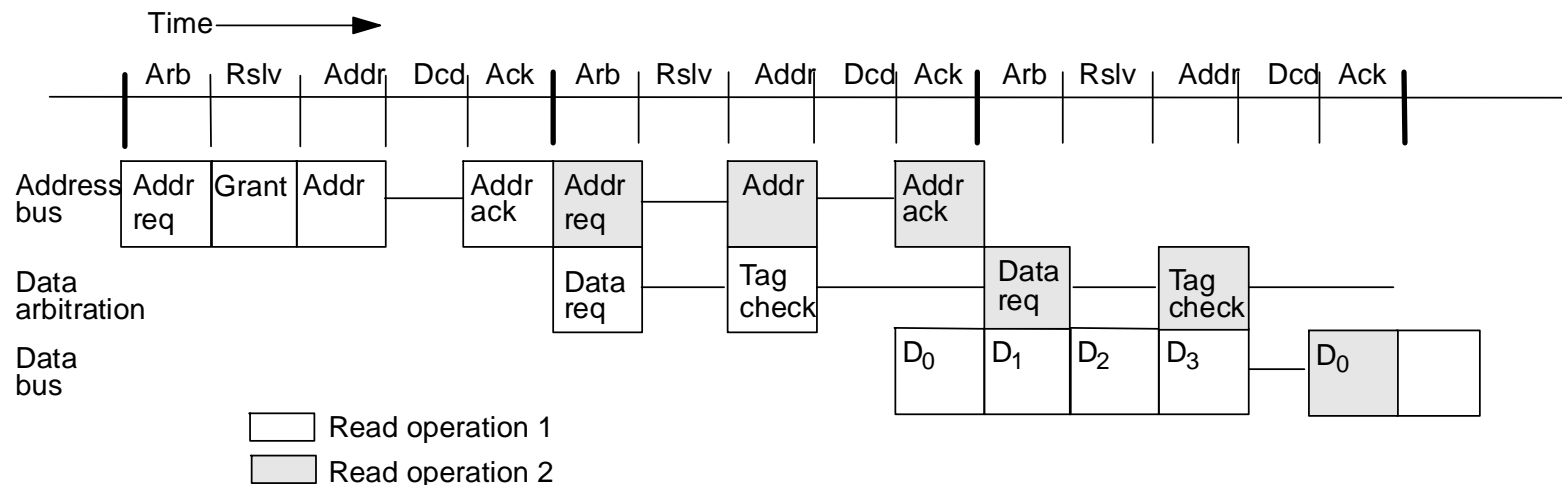 Time
Arb Rslv Addr Dcd Ack Arb Rslv Addr Dcd Ack Arb Rslv Addr Dcd Ack
Address Addr Grant Addr Addr Addr Addr Addr
bus req ack req ack
Data Data Tag Data Tag
arbitration req check req check
Data D0 D1 D2 D3 D0
bus
Read operation 1
Read operation 2